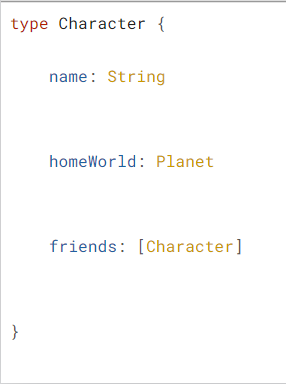 type Character {
name: String
homeWorld: Planet
friends: [Character]
}